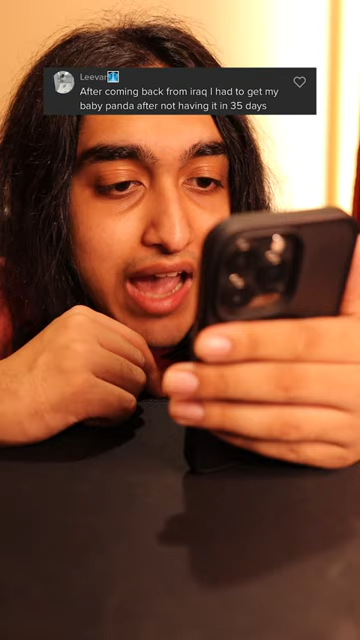 Leevar
After coming back from iraq I had to get my
baby panda after not having it in 35 days